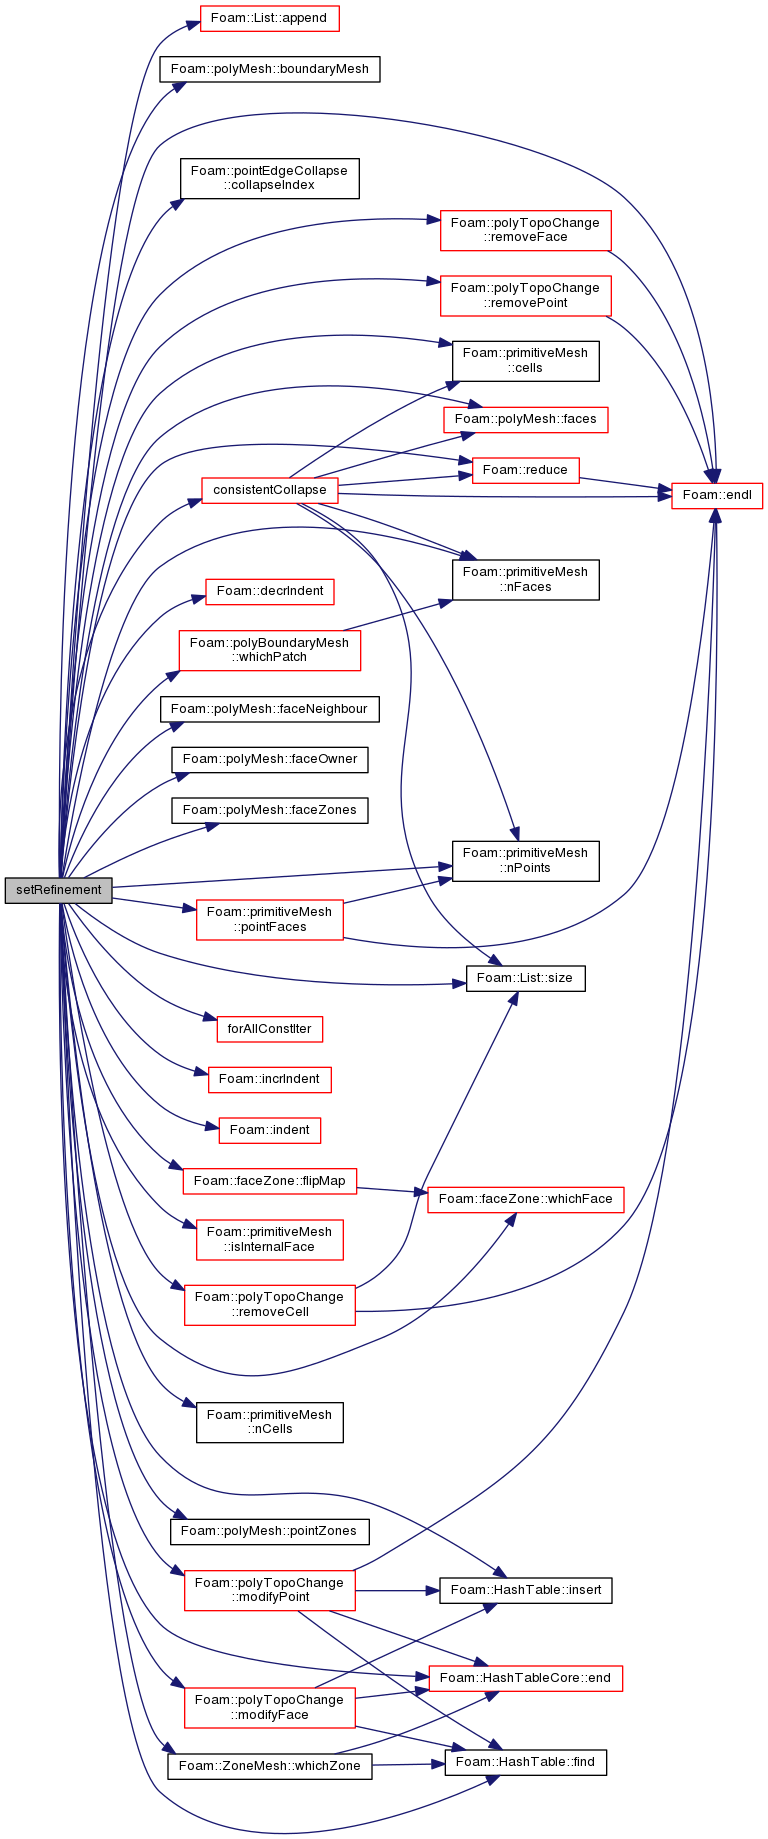 Foam::List::append
Foam::polyMesh::boundaryMesh
Foam::pointEdgeCollapse
::collapseIndex
Foam::polyTopoChange
::removeFace
Foam::polyTopoChange
::removePoint
Foam::primitiveMesh
::cells
Foam::polyMesh::faces
Foam::reduce
consistentCollapse
Foam::endl
Foam::primitiveMesh
::nFaces
Foam::decrIndent
Foam::polyBoundaryMesh
::whichPatch
Foam::polyMesh::faceNeighbour
Foam::polyMesh::faceOwner
Foam::polyMesh::faceZones
Foam::primitiveMesh
::nPoints
setRefinement
Foam::primitiveMesh
::pointFaces
Foam::List::size
forAllConstIter
Foam::incrIndent
Foam::indent
Foam::faceZone::flipMap
Foam::faceZone::whichFace
Foam::primitiveMesh
::isInternalFace
Foam::polyTopoChange
::removeCell
Foam::primitiveMesh
::nCells
Foam::polyMesh::pointZones
Foam::polyTopoChange
::modifyPoint
Foam::HashTable::insert
Foam::HashTableCore::end
Foam::polyTopoChange
::modifyFace
Foam::ZoneMesh::whichZone
Foam::HashTable::find